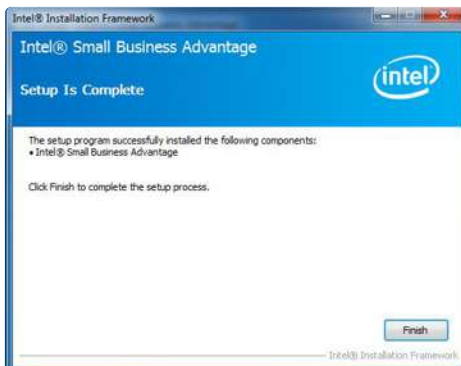 Intel® Installation Framework
Intel® Small Business Advantage
Setup Is Complete
intel
The setup program successfully installed the following components:
• Intel® Small Business Advantage
Click Finish to complete the setup process.
Finish
Intel® Installation Framework